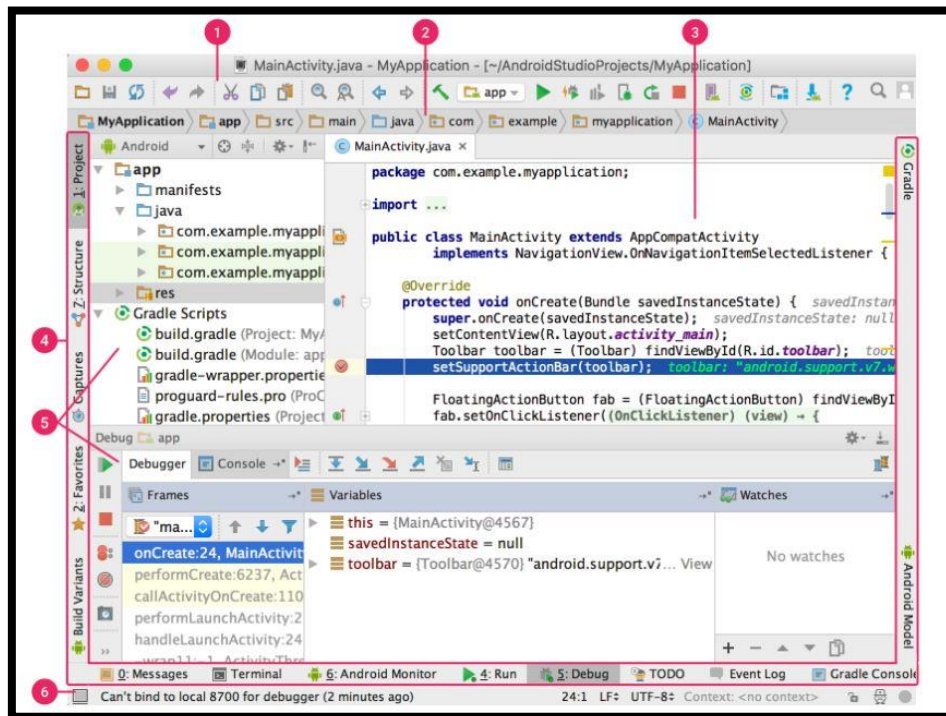 1
2
3
MainActivity.java - MyApplication - [~/AndroidStudioProjects/MyApplication]
app
?
MyApplication app src main java com example myapplication C MainActivity
Android
C MainActivity.java ×
1: Project
Z: Structure
Captures
2: Favorites
Build Variants
Gradle
Android Model
app
manifests
java
com.example.myappli
com.example.myappli
com.example.myappli
res
Gradle Scripts
build.gradle (Project: MyA
build.gradle (Module: app
gradle-wrapper.propertie
proguard-rules.pro (ProC
gradle.properties (Project
package com.example.myapplication;
import ...
public class MainActivity extends AppCompatActivity
implements NavigationView.OnNavigationItemSelectedListener {
@Override
protected void onCreate(Bundle savedInstanceState) { savedInstan
super.onCreate(savedInstanceState); savedInstanceState: null
setContentView(R.layout.activity_main);
Toolbar toolbar = (Toolbar) findViewById(R.id.toolbar); tool
setSupportActionBar(toolbar); toolbar: "android.support.v7.w
FloatingActionButton fab = (FloatingActionButton) findViewByI
fab.setOnClickListener((OnClickListener) (view) → {
4
5
Debug app
Debugger Console
Frames
Variables
Watches
"ma...
onCreate:24, MainActivit
performCreate:6237, Act
callActivityOnCreate:110
performLaunchActivity:2
handleLaunchActivity:24
-wrap11:-1, ActivityThre
this = {MainActivity@4567}
savedInstanceState = null
toolbar = {Toolbar@4570} "android.support.v7... View
No watches
0: Messages Terminal 6: Android Monitor 4: Run 5: Debug TODO Event Log Gradle Console
6
Can't bind to local 8700 for debugger (2 minutes ago) 24:1 LF÷ UTF-8÷ Context: <no context>